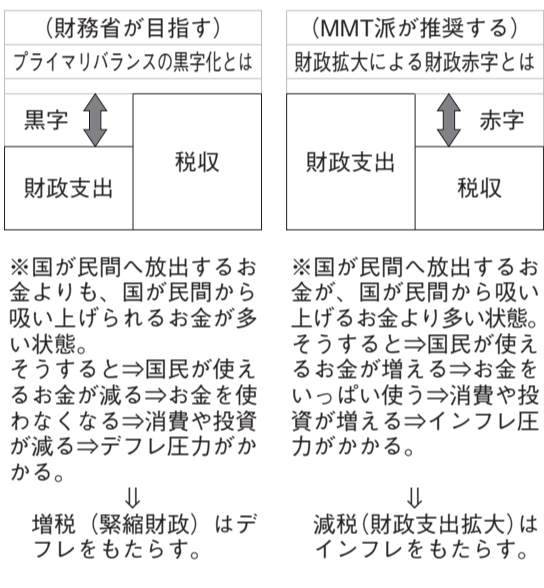 （財務省が目指す）
プライマリバランスの黒字化とは
黒字
財政支出
税収
※国が民間へ放出するお
金よりも、国が民間から
吸い上げられるお金が多
い状態。
そうすると⇒国民が使え
るお金が減る⇒お金を使
わなくなる⇒消費や投資
が減る⇒デフレ圧力がか
かる。
⇓
増税（緊縮財政）はデ
フレをもたらす。
（MMT派が推奨する）
財政拡大による財政赤字とは
財政支出
赤字
税収
※国が民間へ放出するお
金が、国が民間から吸い
上げるお金より多い状態。
そうすると⇒国民が使え
るお金が増える⇒お金を
いっぱい使う⇒消費や投
資が増える⇒インフレ圧
力がかかる。
⇓
減税（財政支出拡大）は
インフレをもたらす。